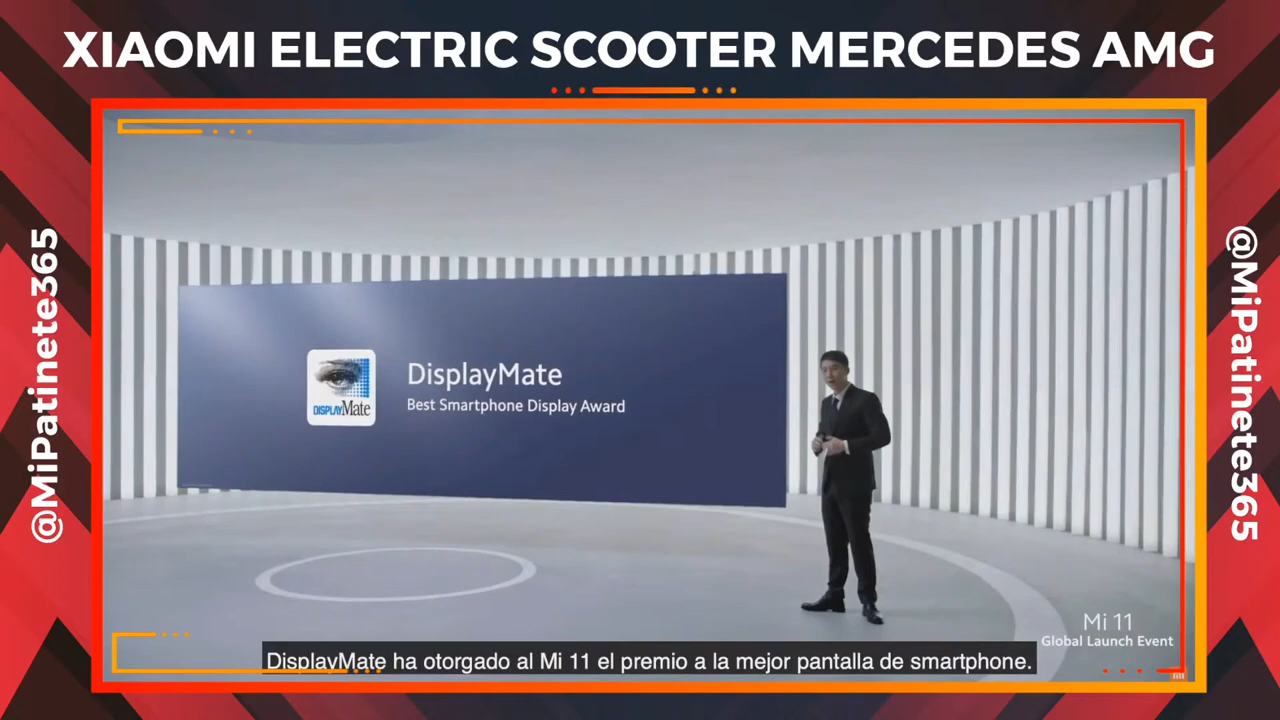 XIAOMI ELECTRIC SCOOTER MERCEDES AMG
@MiPatinete365
@MiPatinete365
DisplayMate
DISPLAYMate
Best Smartphone Display Award
Mi 11
Global Launch Event
DisplayMate ha otorgado al Mi 11 el premio a la mejor pantalla de smartphone.